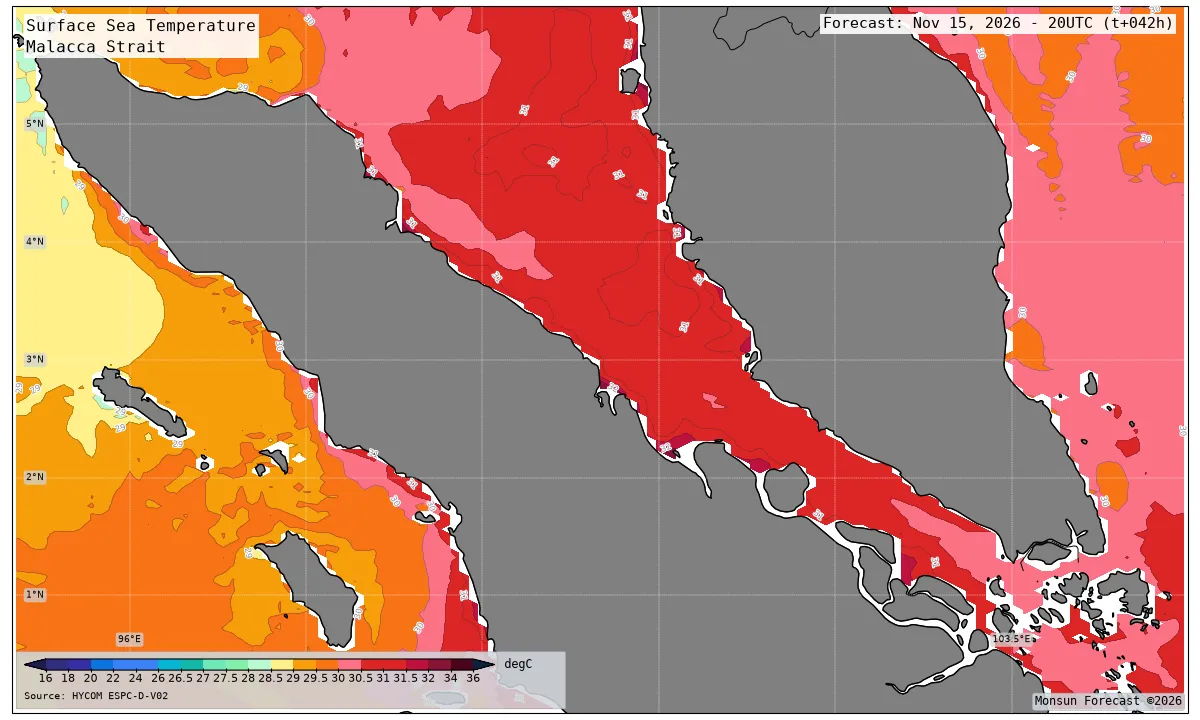 Surface Sea Temperature
Malacca Strait
Forecast: Nov 15, 2026 - 20UTC (t+042h)
5°N
4°N
3°N
2°N
1°N
96°E
103.5°E
degC
16 18 20 22 24 26 26.5 27 27.5 28 28.5 29 29.5 30 30.5 31 31.5 32 34 36
Source: HYCOM ESPC-D-V02
Monsun Forecast ©2026